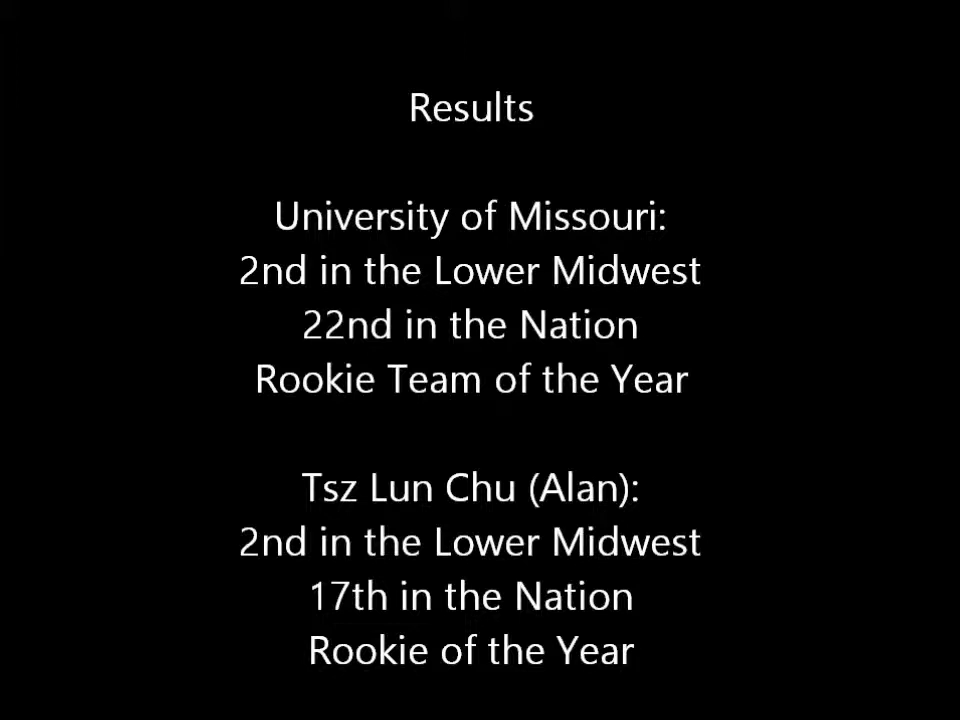 Results
University of Missouri:
2nd in the Lower Midwest
22nd in the Nation
Rookie Team of the Year
Tsz Lun Chu (Alan):
2nd in the Lower Midwest
17th in the Nation
Rookie of the Year